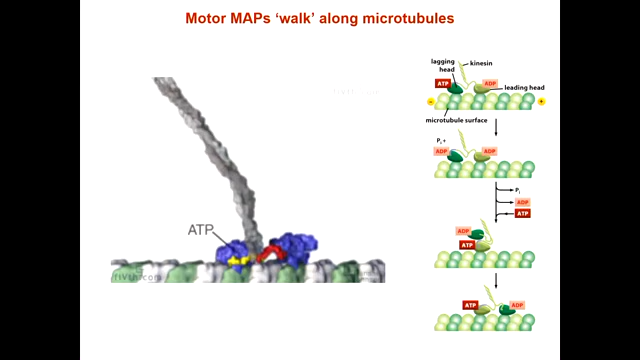 Motor MAPs ‘walk’ along microtubules
ATP
lagging
head
kinesin
ATP
ADP
leading head
-
+
microtubule surface
Pi +
ADP
ADP
Pi
ADP
ATP
ADP
ATP
ATP
ADP